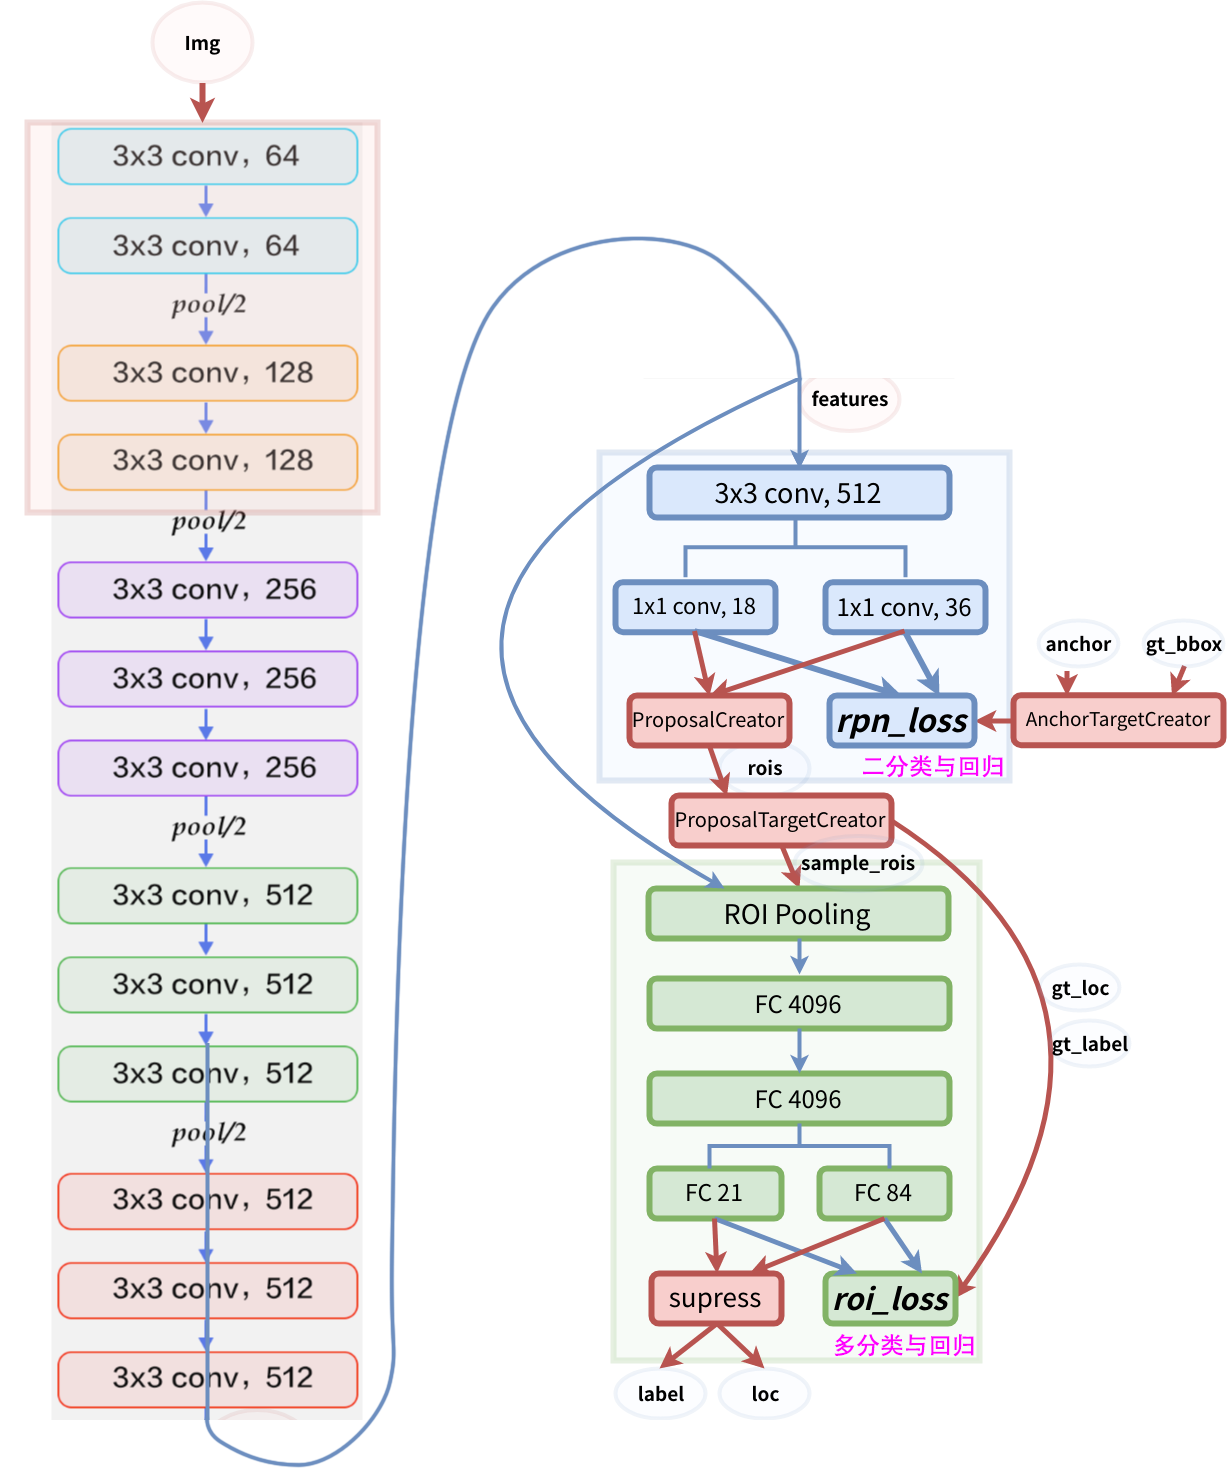 Img
3x3 conv, 64
3x3 conv, 64
pool/2
3x3 conv, 128
3x3 conv, 128
pool/2
3x3 conv, 256
3x3 conv, 256
3x3 conv, 256
pool/2
3x3 conv, 512
3x3 conv, 512
3x3 conv, 512
pool/2
3x3 conv, 512
3x3 conv, 512
3x3 conv, 512
features
3x3 conv, 512
1x1 conv, 18
1x1 conv, 36
anchor
gt_bbox
ProposalCreator
rpn_loss
AnchorTargetCreator
二分类与回归
rois
ProposalTargetCreator
sample_rois
ROI Pooling
FC 4096
gt_loc
gt_label
FC 4096
FC 21
FC 84
supress
roi_loss
多分类与回归
label
loc